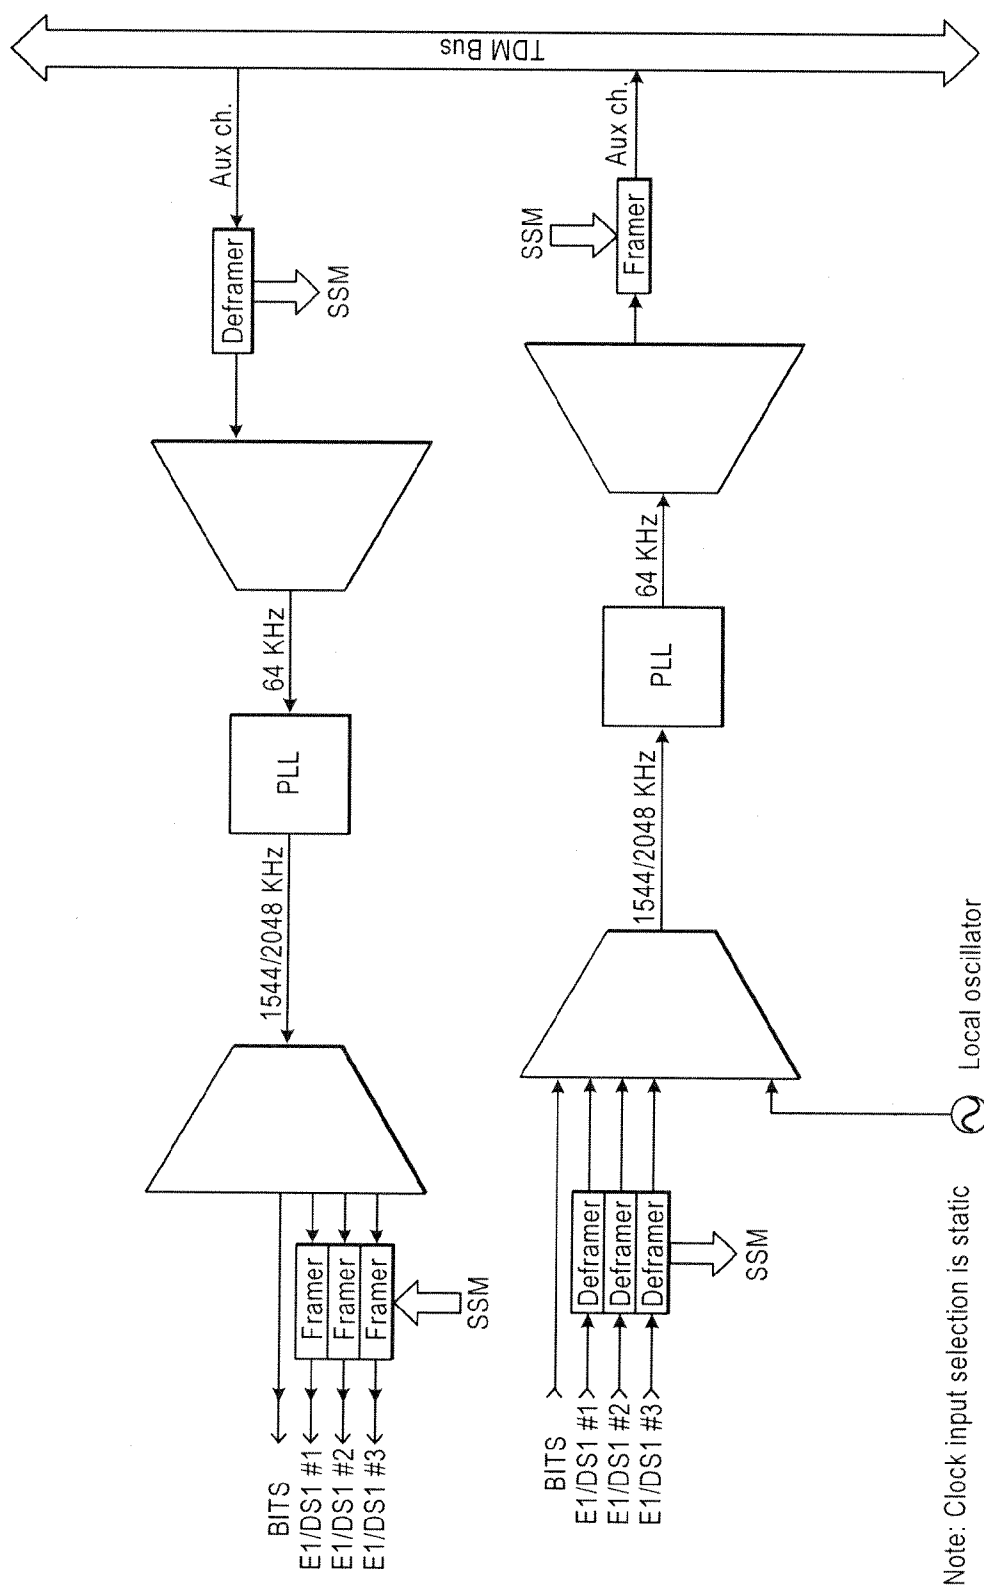 TDM Bus
BITS
E1/DS1 #1
E1/DS1 #2
E1/DS1 #3
Framer
Framer
Framer
SSM
1544/2048 KHz
PLL
64 KHz
Deframer
SSM
Aux ch.
BITS
E1/DS1 #1
E1/DS1 #2
E1/DS1 #3
Deframer
Deframer
Deframer
SSM
1544/2048 KHz
PLL
64 KHz
SSM
Framer
Aux ch.
Local oscillator
Note: Clock input selection is static